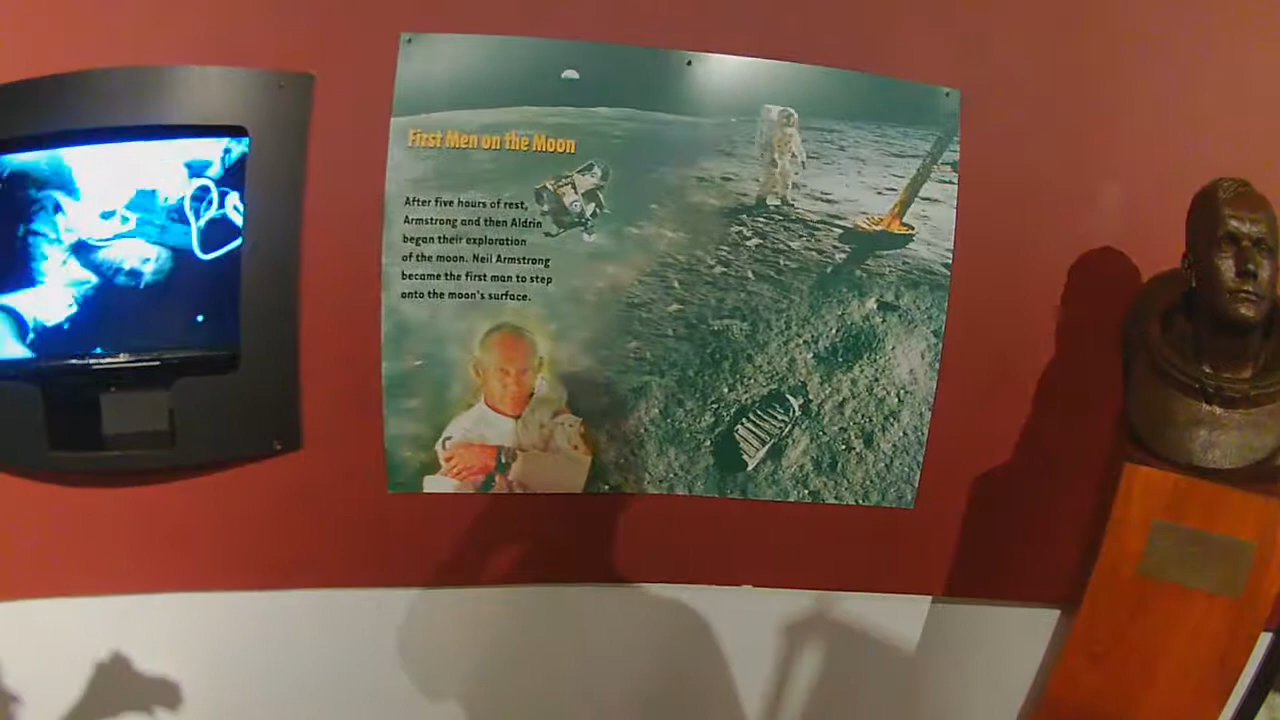 First Men on the Moon
After five hours of rest,
Armstrong and then Aldrin
began their exploration
of the moon. Neil Armstrong
became the first man to step
onto the moon's surface.